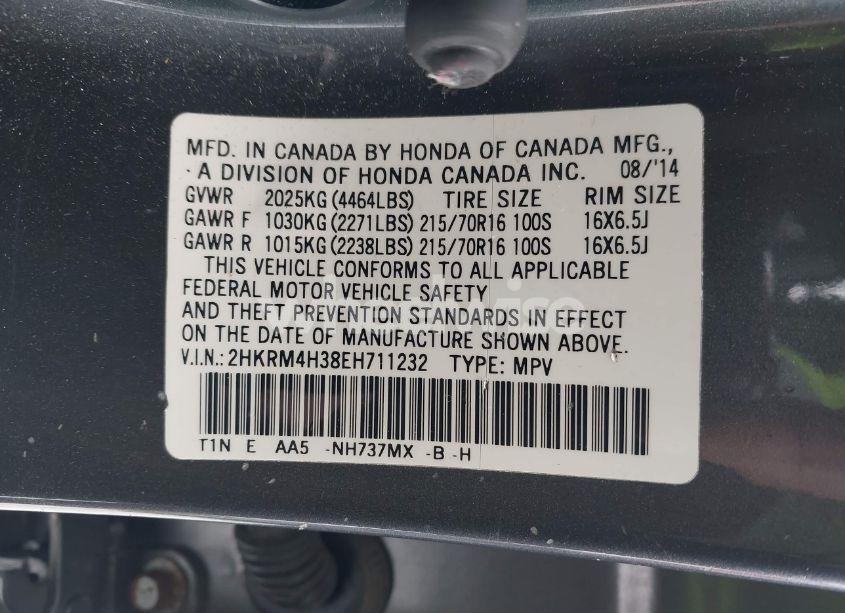 MFD. IN CANADA BY HONDA OF CANADA MFG.,
A DIVISION OF HONDA CANADA INC. 08/'14
GVWR 2025KG (4464LBS) TIRE SIZE RIM SIZE
GAWR F 1030KG (2271LBS) 215/70R16 100S 16X6.5J
GAWR R 1015KG (2238LBS) 215/70R16 100S 16X6.5J
THIS VEHICLE CONFORMS TO ALL APPLICABLE
FEDERAL MOTOR VEHICLE SAFETY
AND THEFT PREVENTION STANDARDS IN EFFECT
ON THE DATE OF MANUFACTURE SHOWN ABOVE.
V.I.N.: 2HKRM4H38EH711232 TYPE: MPV
T1N E AA5 -NH737MX -B -H